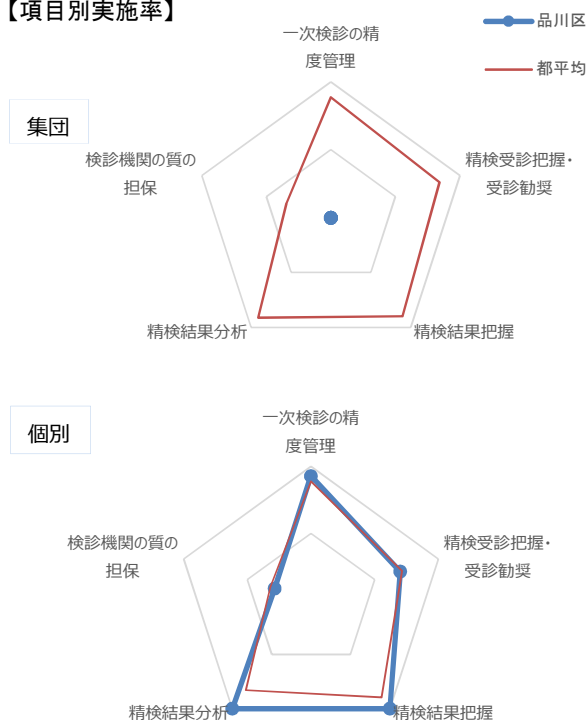 【項目別実施率】
品川区
都平均
集団
一次検診の精
度管理
精検受診把握・
受診勧奨
精検結果把握
精検結果分析
検診機関の質の
担保
個別
一次検診の精
度管理
精検受診把握・
受診勧奨
精検結果把握
精検結果分析
検診機関の質の
担保